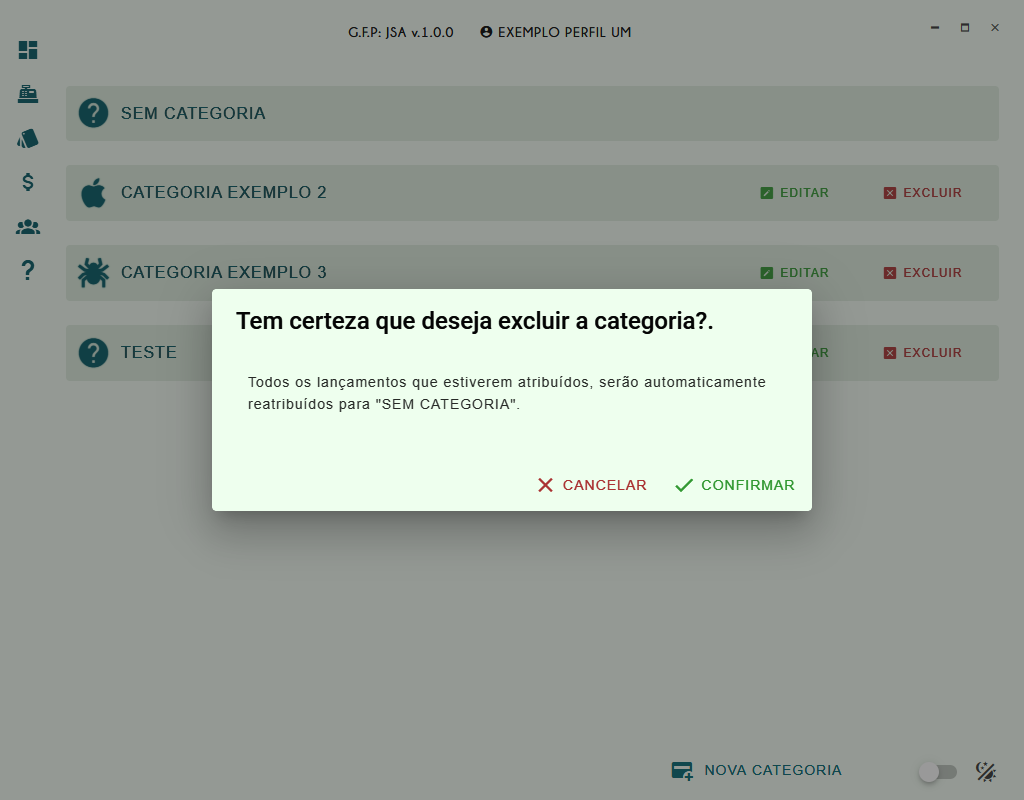 G.F.P: JSA v.1.0.0 EXEMPLO PERFIL UM
SEM CATEGORIA
CATEGORIA EXEMPLO 2 EDITAR EXCLUIR
CATEGORIA EXEMPLO 3 EDITAR EXCLUIR
TESTE AR EXCLUIR
Tem certeza que deseja excluir a categoria?.
Todos os lançamentos que estiverem atribuídos, serão automaticamente
reatribuídos para "SEM CATEGORIA".
CANCELAR CONFIRMAR
NOVA CATEGORIA